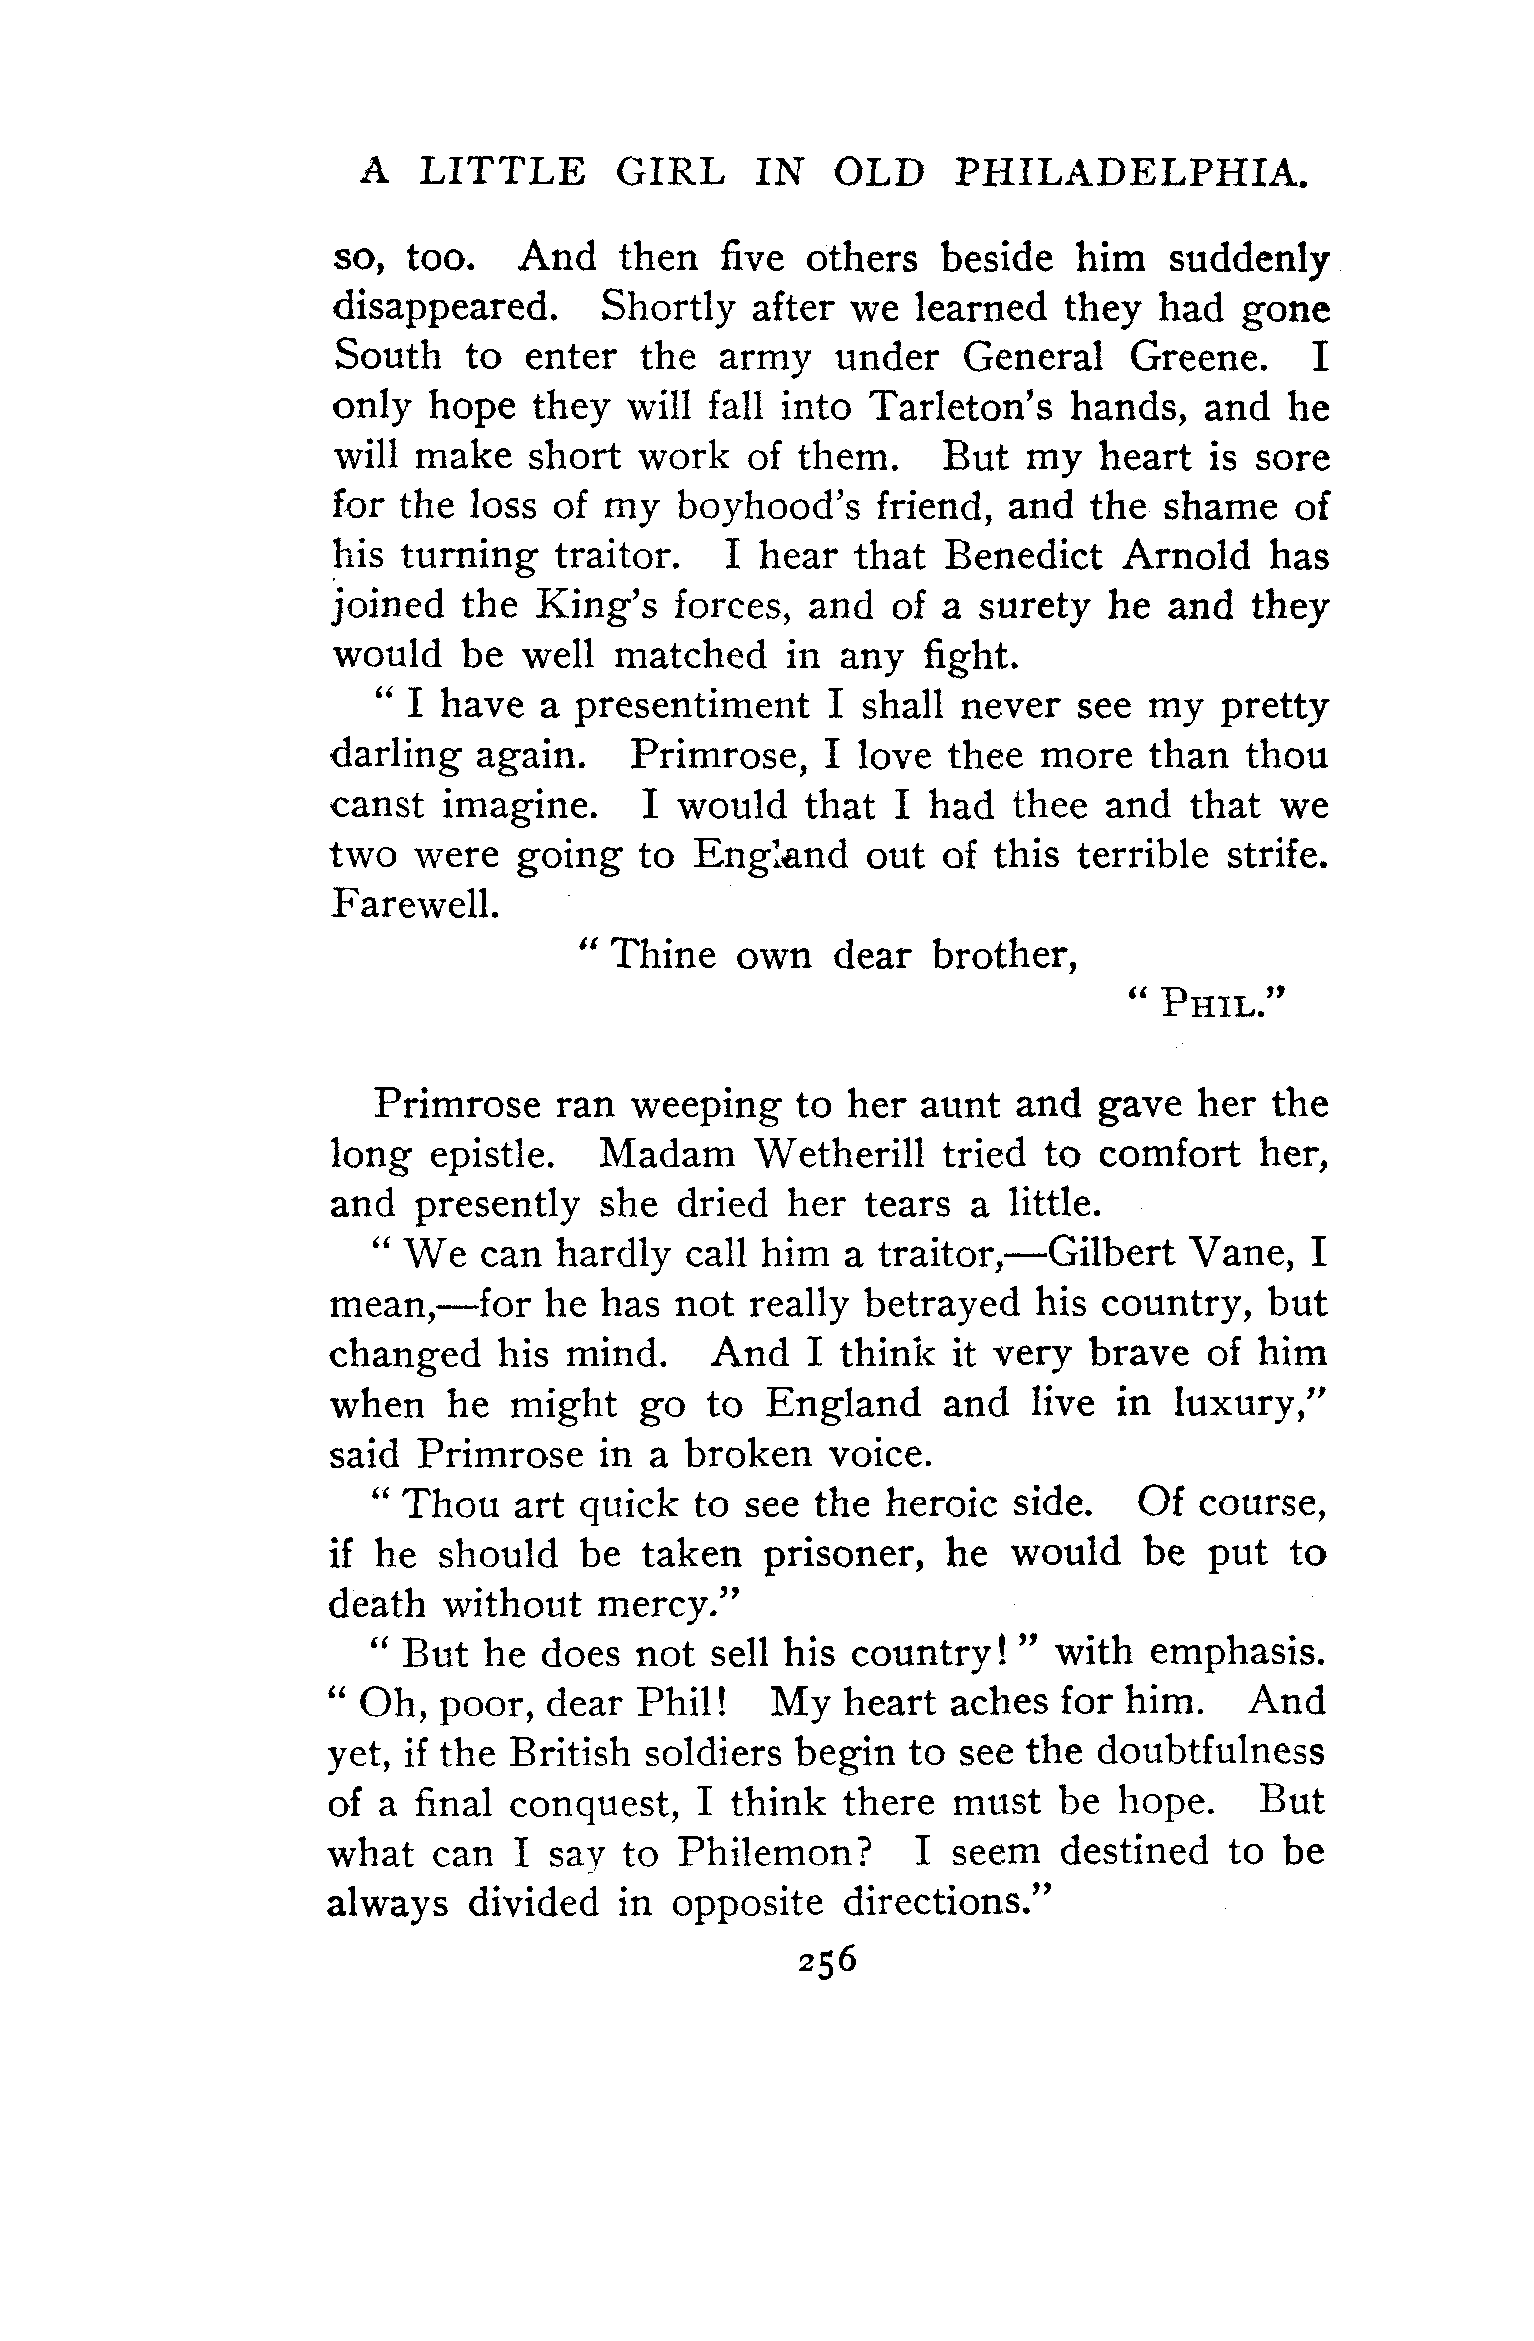 A LITTLE GIRL IN OLD PHILADELPHIA.
so, too. And then five others beside him suddenly
disappeared. Shortly after we learned they had gone
South to enter the army under General Greene. I
only hope they will fall into Tarleton's hands, and he
will make short work of them. But my heart is sore
for the loss of my boyhood's friend, and the shame of
his turning traitor. I hear that Benedict Arnold has
joined the King's forces, and of a surety he and they
would be well matched in any fight.
" I have a presentiment I shall never see my pretty
darling again. Primrose, I love thee more than thou
canst imagine. I would that I had thee and that we
two were going to England out of this terrible strife.
Farewell.
" Thine own dear brother,
" PHIL."
Primrose ran weeping to her aunt and gave her the
long epistle. Madam Wetherill tried to comfort her,
and presently she dried her tears a little.
" We can hardly call him a traitor,—Gilbert Vane, I
mean,—for he has not really betrayed his country, but
changed his mind. And I think it very brave of him
when he might go to England and live in luxury,"
said Primrose in a broken voice.
" Thou art quick to see the heroic side. Of course,
if he should be taken prisoner, he would be put to
death without mercy."
" But he does not sell his country! " with emphasis.
" Oh, poor, dear Phil! My heart aches for him. And
yet, if the British soldiers begin to see the doubtfulness
of a final conquest, I think there must be hope. But
what can I say to Philemon? I seem destined to be
always divided in opposite directions."
256